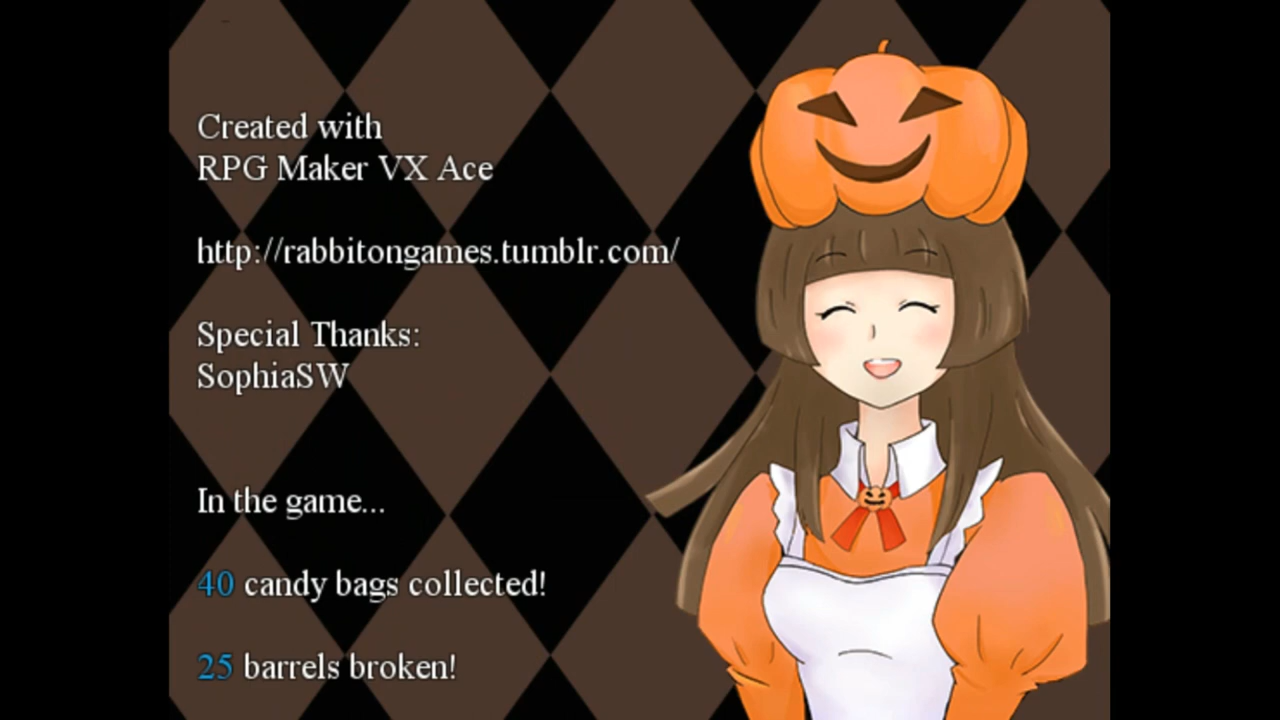 Created with
RPG Maker VX Ace
http://rabbitongames.tumblr.com/
Special Thanks:
SophiaSW
In the game...
40 candy bags collected!
25 barrels broken!